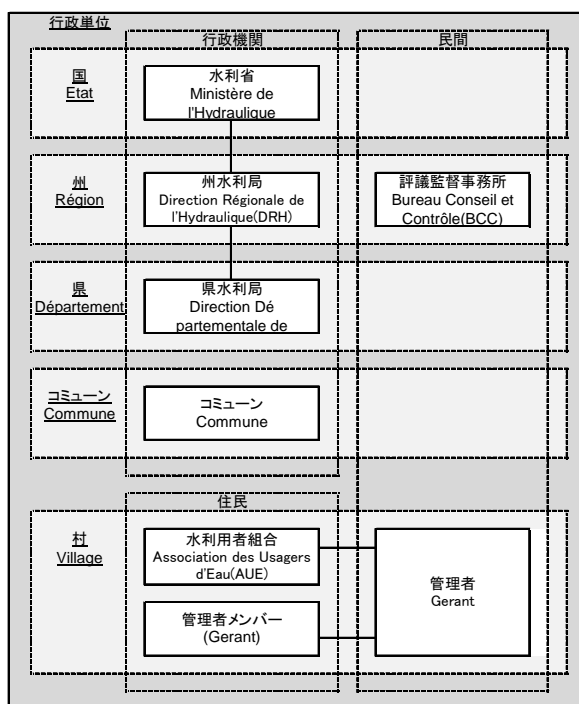 行政単位
行政機関
民間
国
Etat
水利省
Ministère de
l'Hydraulique
州
Région
州水利局
Direction Régionale de
l'Hydraulique(DRH)
評議監督事務所
Bureau Conseil et
Contrôle(BCC)
県
Département
県水利局
Direction Dé
partementale de
コミューン
Commune
コミューン
Commune
住民
村
Village
水利用者組合
Association des Usagers
d'Eau(AUE)
管理者メンバー
(Gerant)
管理者
Gerant